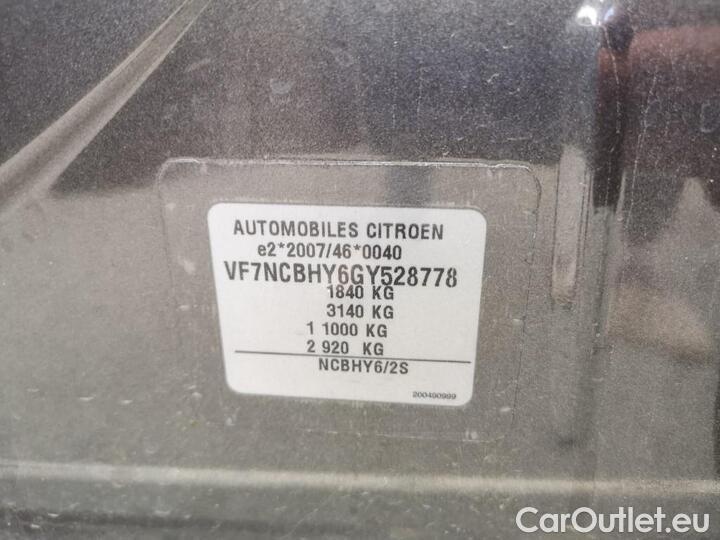 AUTOMOBILES CITROEN
e2*2007/46*0040
VF7NCBHY6GY528778
1840 KG
3140 KG
1 1000 KG
2 920 KG
NCBHY6/2S
200490999
CarOutlet.eu